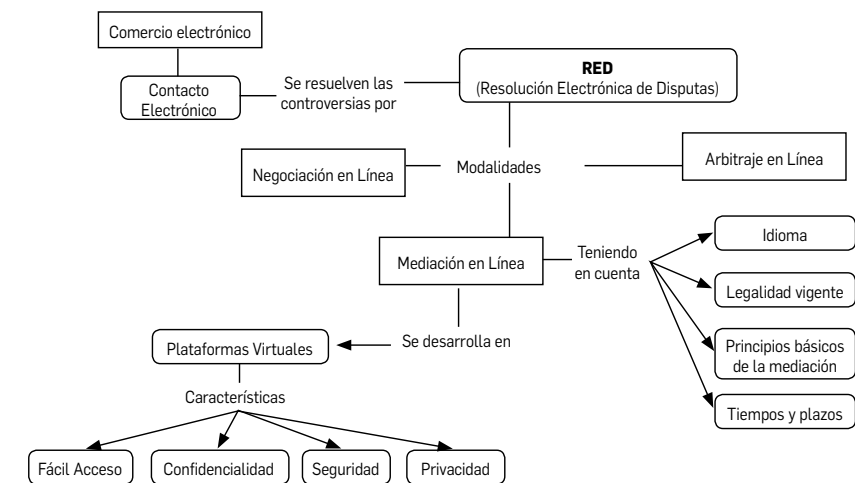 Comercio electrónico
Contacto
Electrónico
Se resuelven las
controversias por
RED
(Resolución Electrónica de Disputas)
Negociación en Línea
Modalidades
Arbitraje en Línea
Mediación en Línea
Teniendo
en cuenta
Idioma
Legalidad vigente
Principios básicos
de la mediación
Tiempos y plazos
Se desarrolla en
Plataformas Virtuales
Características
Fácil Acceso
Confidencialidad
Seguridad
Privacidad